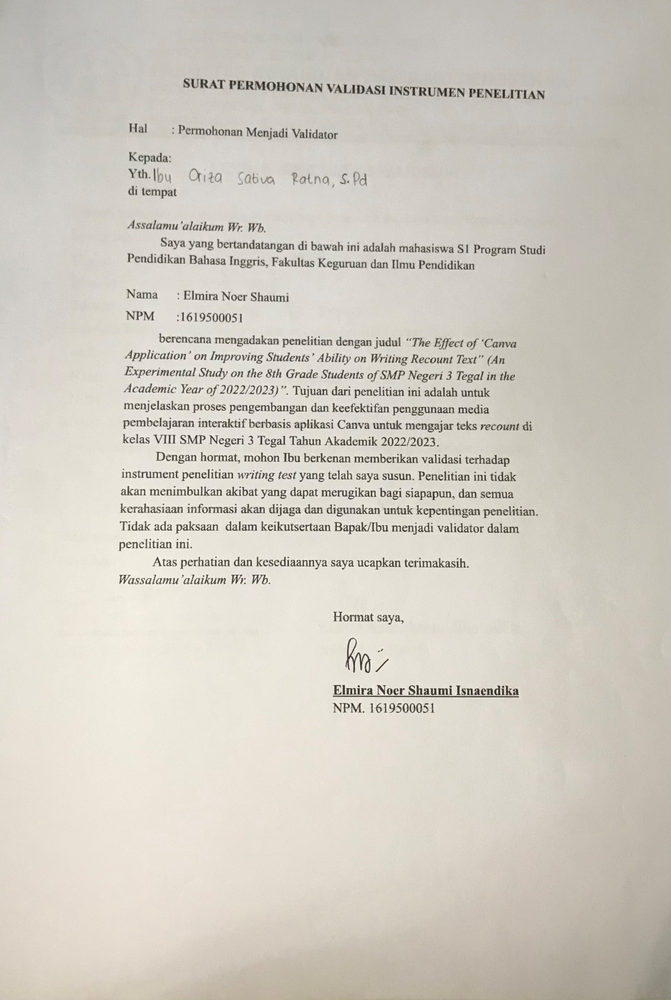 SURAT PERMOHONAN VALIDASI INSTRUMEN PENELITIAN
Hal : Permohonan Menjadi Validator
Kepada:
Yth. Ibu Oriza Sativa Ratna, S.Pd
di tempat
Assalamu'alaikum Wr. Wb.
Saya yang bertandatangan di bawah ini adalah mahasiswa S1 Program Studi
Pendidikan Bahasa Inggris, Fakultas Keguruan dan Ilmu Pendidikan
Nama : Elmira Noer Shaumi
NPM :1619500051
berencana mengadakan penelitian dengan judul "The Effect of 'Canva
Application' on Improving Students' Ability on Writing Recount Text" (An
Experimental Study on the 8th Grade Students of SMP Negeri 3 Tegal in the
Academic Year of 2022/2023)". Tujuan dari penelitian ini adalah untuk
menjelaskan proses pengembangan dan keefektifan penggunaan media
pembelajaran interaktif berbasis aplikasi Canva untuk mengajar teks recount di
kelas VIII SMP Negeri 3 Tegal Tahun Akademik 2022/2023.
Dengan hormat, mohon Ibu berkenan memberikan validasi terhadap
instrument penelitian writing test yang telah saya susun. Penelitian ini tidak
akan menimbulkan akibat yang dapat merugikan bagi siapapun, dan semua
kerahasiaan informasi akan dijaga dan digunakan untuk kepentingan penelitian.
Tidak ada paksaan dalam keikutsertaan Bapak/Ibu menjadi validator dalam
penelitian ini.
Atas perhatian dan kesediaannya saya ucapkan terimakasih.
Wassalamu'alaikum Wr. Wb.
Hormat saya,
Elmira Noer Shaumi Isnaendika
NPM. 1619500051